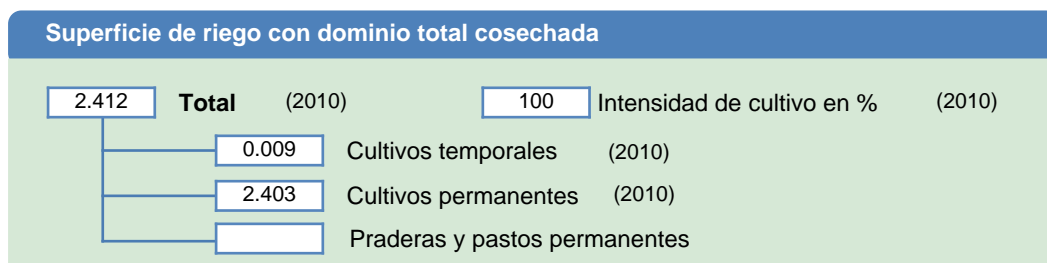 Superficie de riego con dominio total cosechada
2.412 Total (2010) 100 Intensidad de cultivo en % (2010)
0.009 Cultivos temporales (2010)
2.403 Cultivos permanentes (2010)
Praderas y pastos permanentes